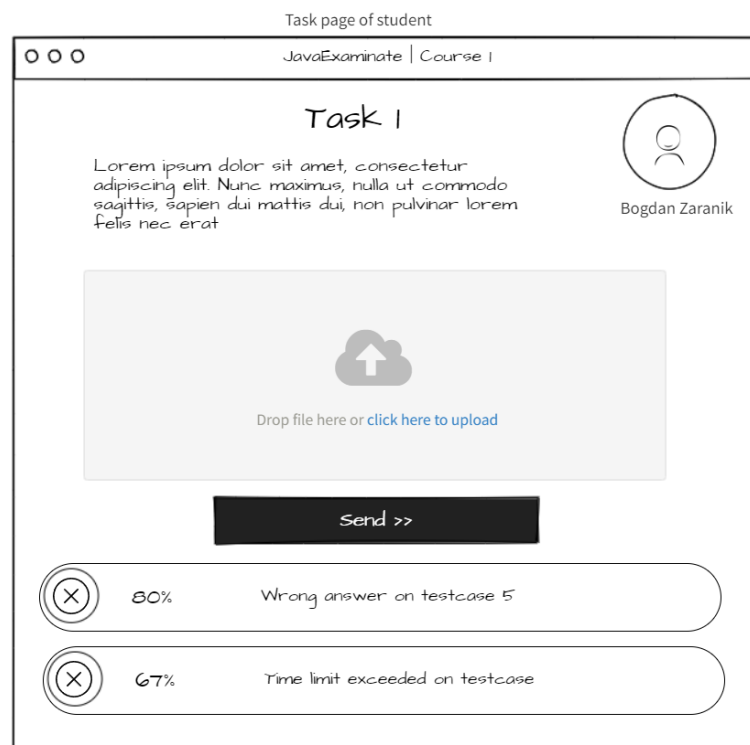 Task page of student
JavaExaminate | Course 1
Task 1
Lorem ipsum dolor sit amet, consectetur
adipiscing elit. Nunc maximus, nulla ut commodo
sagittis, sapien dui mattis dui, non pulvinar lorem
felis nec erat
Bogdan Zaranik
Drop file here or click here to upload
Send >>
80% Wrong answer on testcase 5
67% Time limit exceeded on testcase